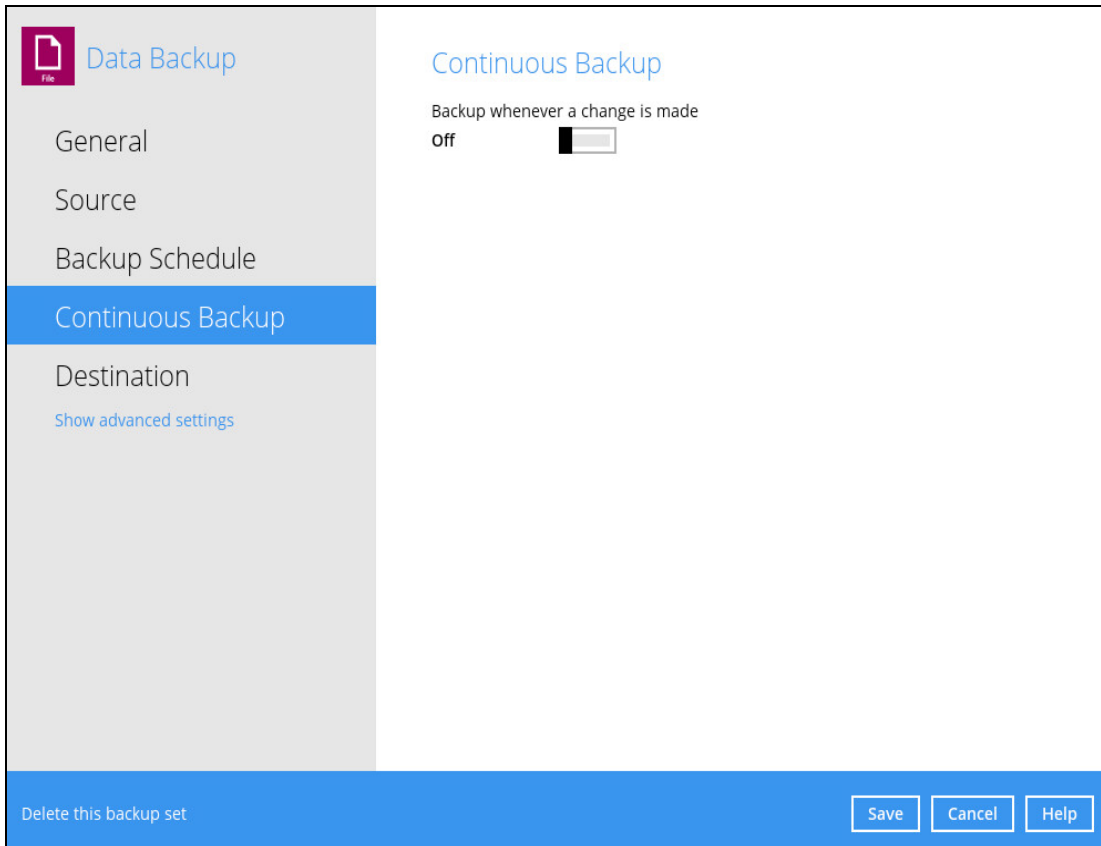 File
Data Backup
General
Source
Backup Schedule
Continuous Backup
Destination
Show advanced settings
Continuous Backup
Backup whenever a change is made
Off
Delete this backup set
Save
Cancel
Help